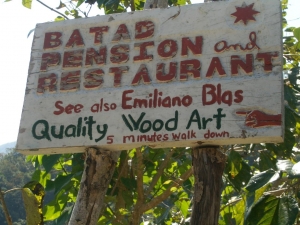 BATAD
PENSION and
RESTAURANT
See also Emiliano Blas
Quality Wood Art
5 minutes walk down